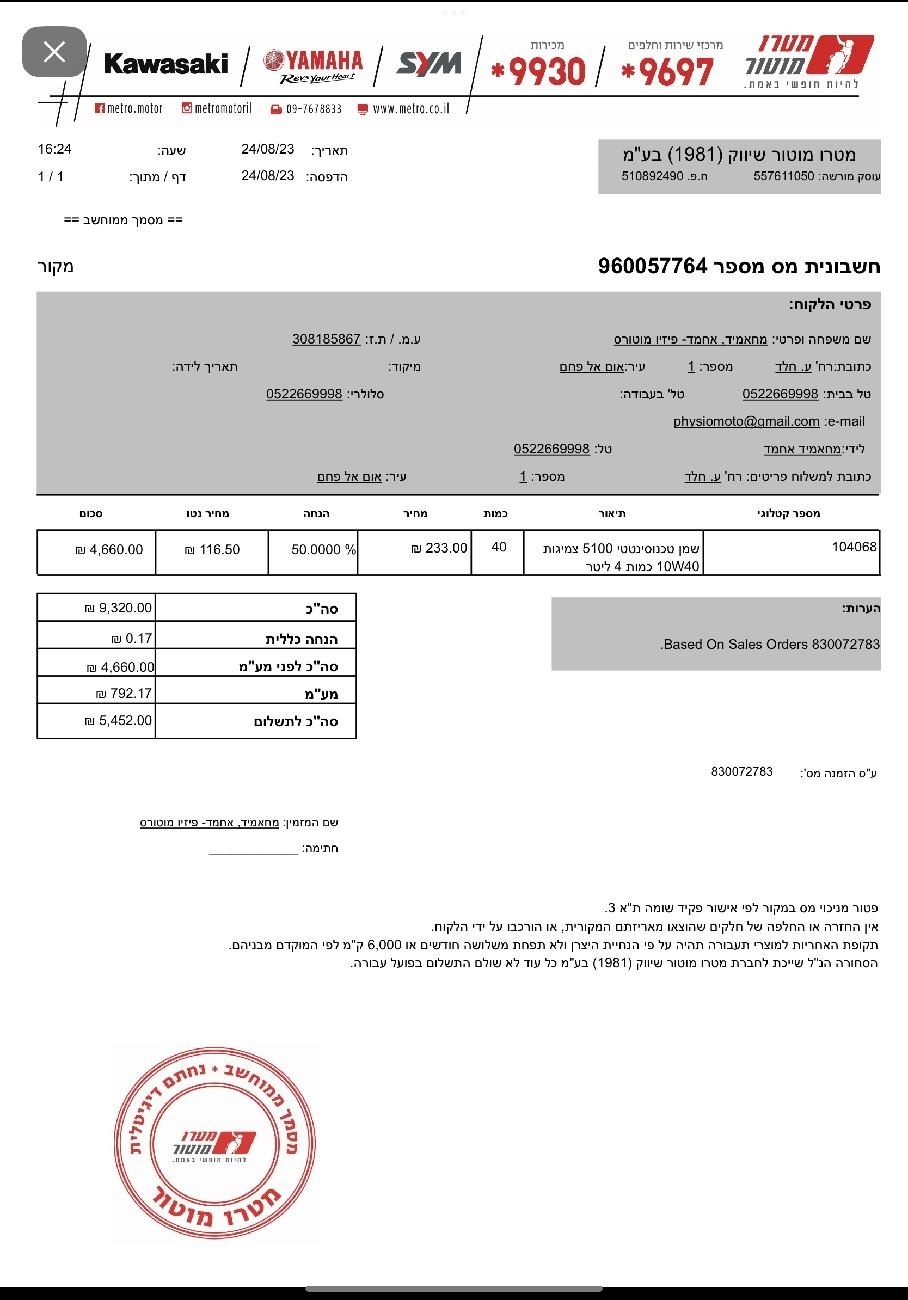 Kawasaki
YAMAHA
Revs Your Heart
SYM
מכירות
*9930
מרכזי שירות וחלפים
*9697
מטרו מוטור
להיות חופשי באמת.
metro.motor metromotoril 09-7678833 www.metro.co.il
מטרו מוטור שיווק (1981) בע"מ
עוסק מורשה: 557611050 ח.פ. 510892490
תאריך: 24/08/23 שעה: 16:24
הדפסה: 24/08/23 דף / מתוך: 1 / 1
== מסמך ממוחשב ==
חשבונית מס מספר 960057764 מקור
פרטי הלקוח:
שם משפחה ופרטי: מחאמיד, אחמד- פיזיו מוטורס ע.מ. / ת.ז: 308185867
כתובת:רח' ע. חלד מספר: 1 עיר:אום אל פחם מיקוד: תאריך לידה:
טל בבית: 0522669998 טל' בעבודה: סלולרי: 0522669998
e-mail: physiomoto@gmail.com
לידי:מחאמיד אחמד טל: 0522669998
כתובת למשלוח פריטים: רח' ע. חלד מספר: 1 עיר: אום אל פחם
מספר קטלוגי תיאור כמות מחיר הנחה מחיר נטו סכום
104068 שמן טכנוסינטטי 5100 צמיגות 40 233.00 ₪ 50.0000 % 116.50 ₪ 4,660.00 ₪
10W40 כמות 4 ליטר
הערות:
Based On Sales Orders 830072783.
סה"כ 9,320.00 ₪
הנחה כללית 0.17 ₪
סה"כ לפני מע"מ 4,660.00 ₪
מע"מ 792.17 ₪
סה"כ לתשלום 5,452.00 ₪
ע"ס הזמנה מס': 830072783
שם המזמין: מחאמיד, אחמד- פיזיו מוטורס
חתימה: ______________
פטור מניכוי מס במקור לפי אישור פקיד שומה ת"א 3.
אין החזרה או החלפה של חלקים שהוצאו מאריזתם המקורית, או הורכבו על ידי הלקוח.
תקופת האחריות למוצרי תעבורה תהיה על פי הנחיית היצרן ולא תפחת משלושה חודשים או 6,000 ק"מ לפי המוקדם מבניהם.
הסחורה הנ"ל שייכת לחברת מטרו מוטור שיווק (1981) בע"מ כל עוד לא שולם התשלום בפועל עבורה.
מסמך ממוחשב * נחתם דיגיטלית
מטרו מוטור
להיות חופשי באמת.
מטרו מוטור